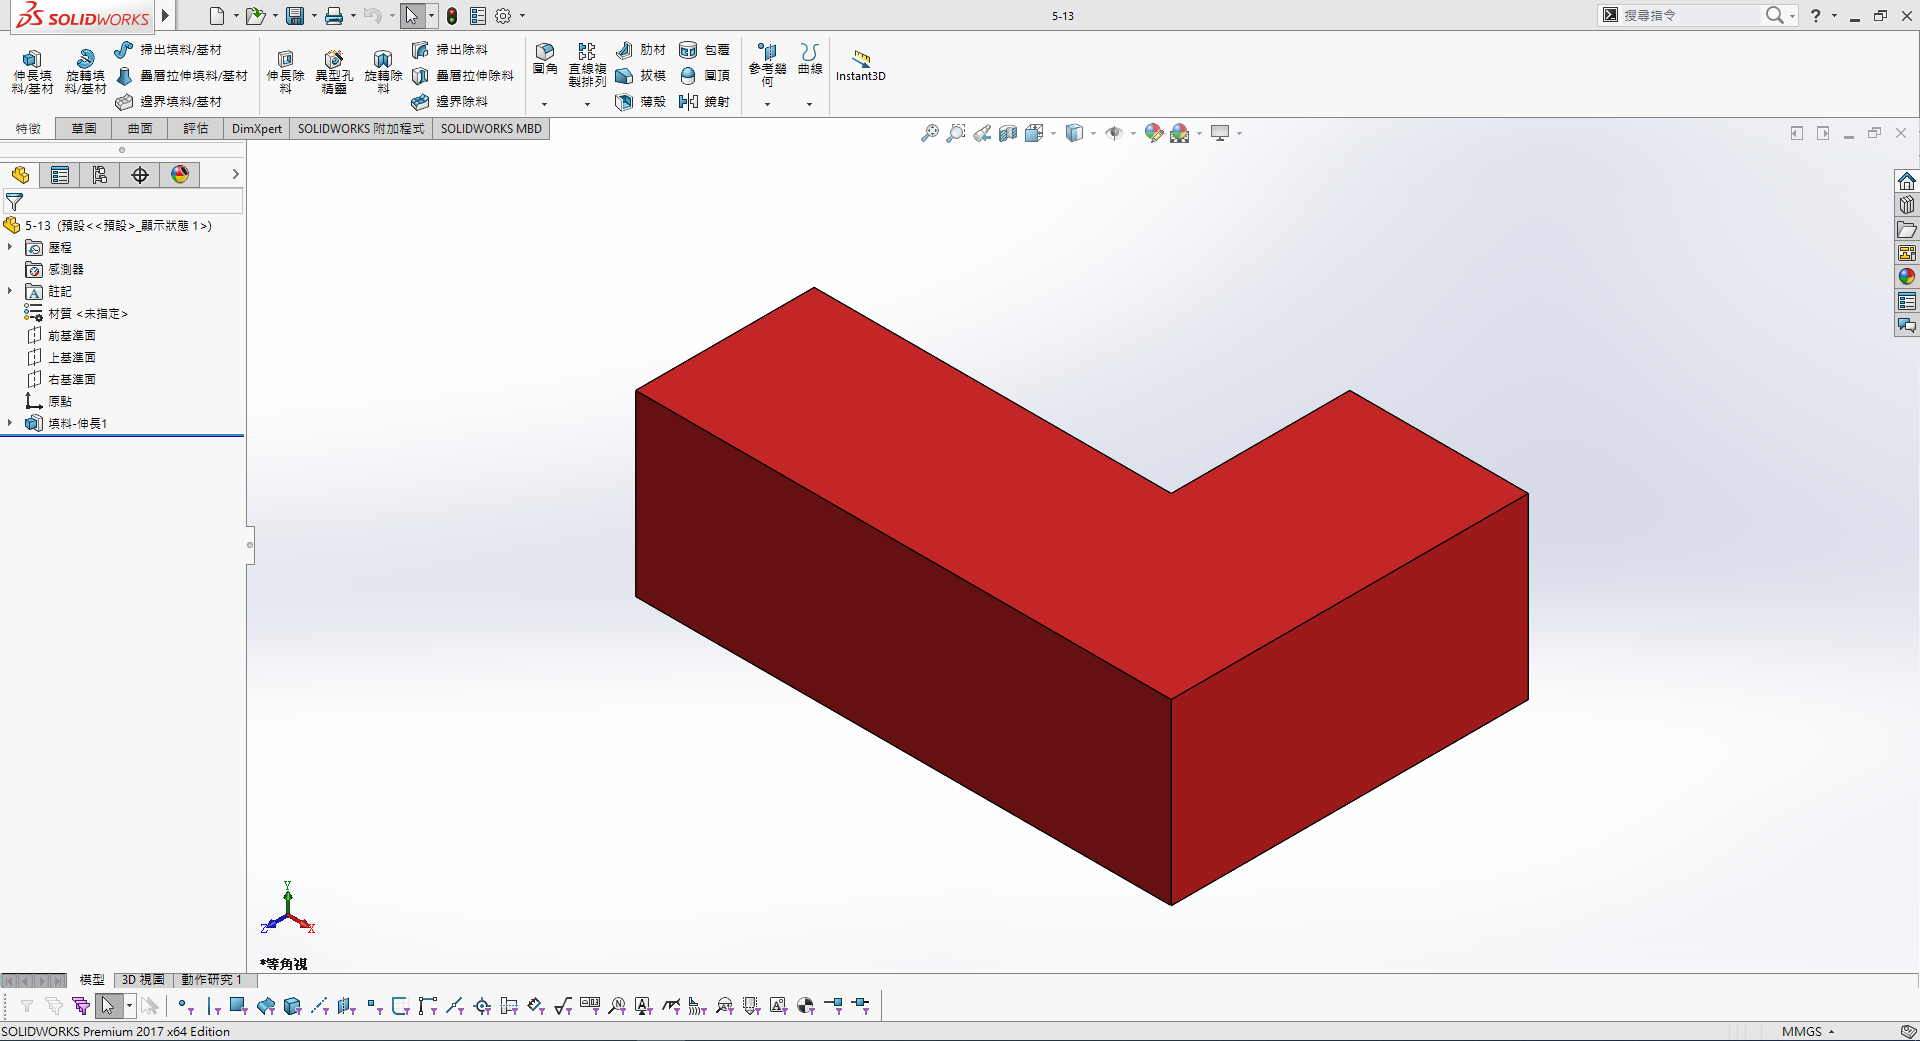 SOLIDWORKS
5-13
搜尋指令
伸長填料/基材
旋轉填料/基材
掃出填料/基材
疊層拉伸填料/基材
邊界填料/基材
伸長除料
異型孔精靈
旋轉除料
掃出除料
疊層拉伸除料
邊界除料
圓角
直線複製排列
肋材
拔模
薄殼
包覆
圓頂
鏡射
參考幾何
曲線
Instant3D
特徵
草圖
曲面
評估
DimXpert
SOLIDWORKS 附加程式
SOLIDWORKS MBD
5-13 (預設<<預設>_顯示狀態 1>)
歷程
感測器
註記
材質 <未指定>
前基準面
上基準面
右基準面
原點
填料-伸長1
Y
Z
X
*等角視
模型
3D 視圖
動作研究 1
SOLIDWORKS Premium 2017 x64 Edition
MMGS